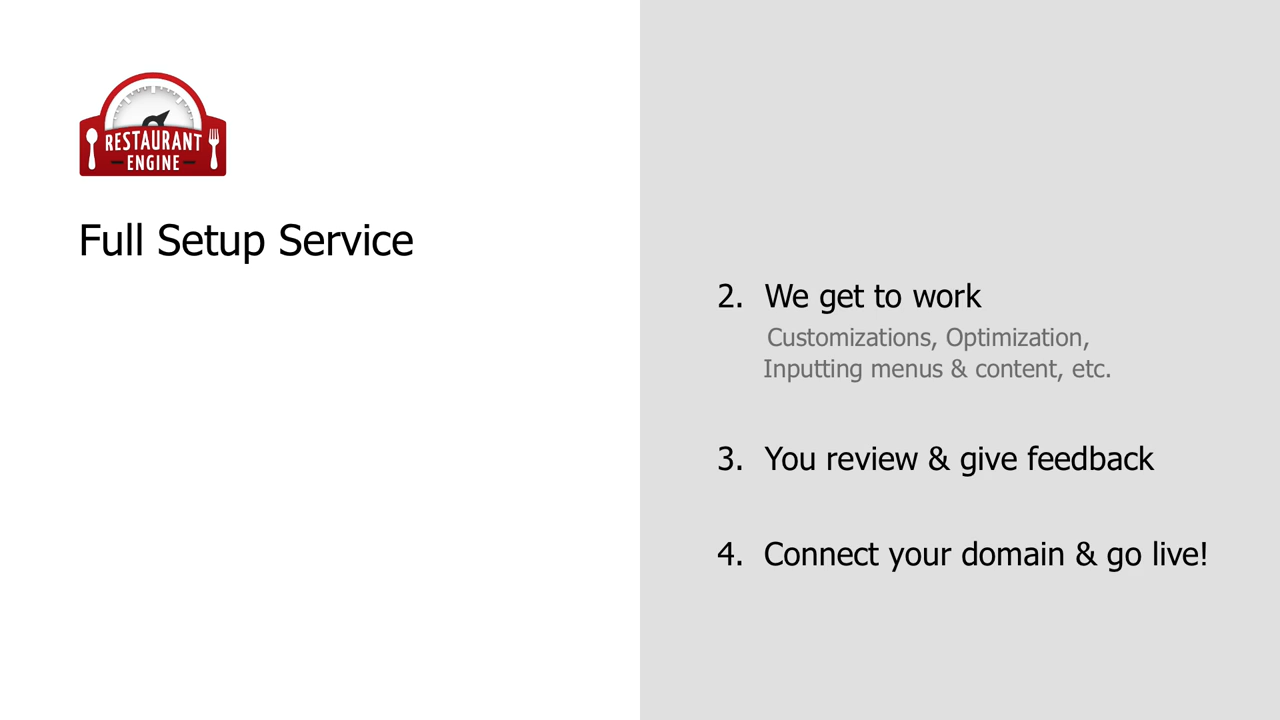 RESTAURANT
ENGINE
Full Setup Service
2. We get to work
Customizations, Optimization,
Inputting menus & content, etc.
3. You review & give feedback
4. Connect your domain & go live!